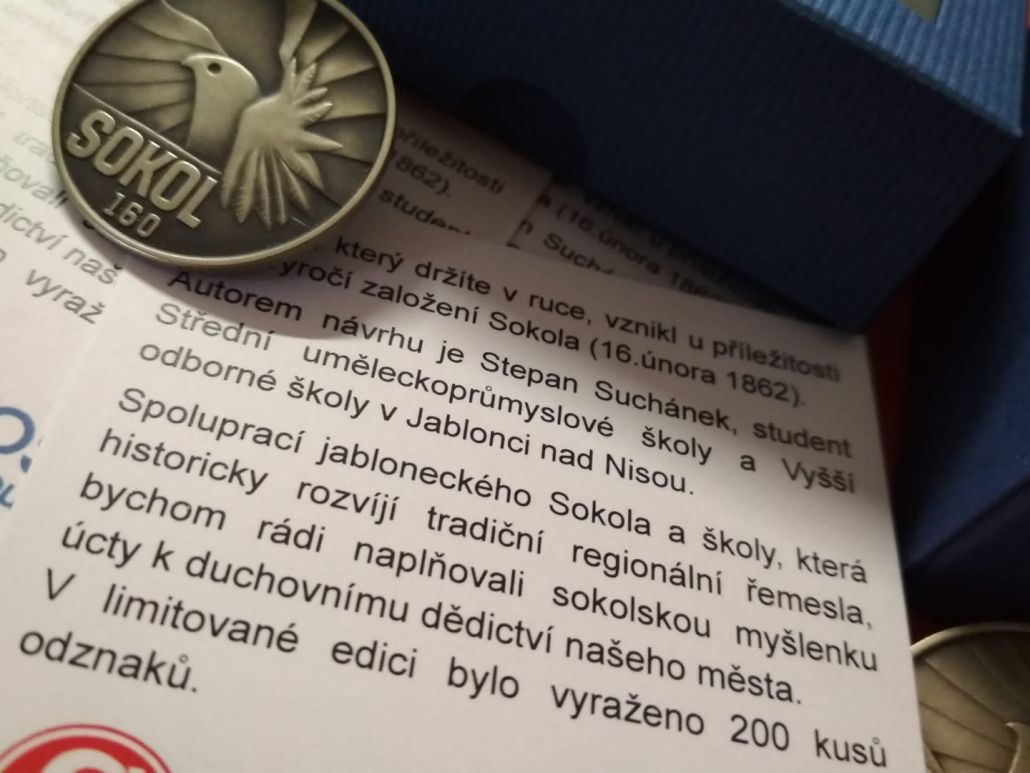 SOKOL
160
který držíte v ruce, vznikl u příležitosti
yročí založení Sokola (16.února 1862).
Autorem návrhu je Stepan Suchánek, student
Střední uměleckoprůmyslové školy a Vyšší
odborné školy v Jablonci nad Nisou.
Spoluprací jabloneckého Sokola a školy, která
historicky rozvíjí tradiční regionální řemesla,
bychom rádi naplňovali sokolskou myšlenku
úcty k duchovnímu dědictví našeho města.
V limitované edici bylo vyraženo 200 kusů
odznaků.